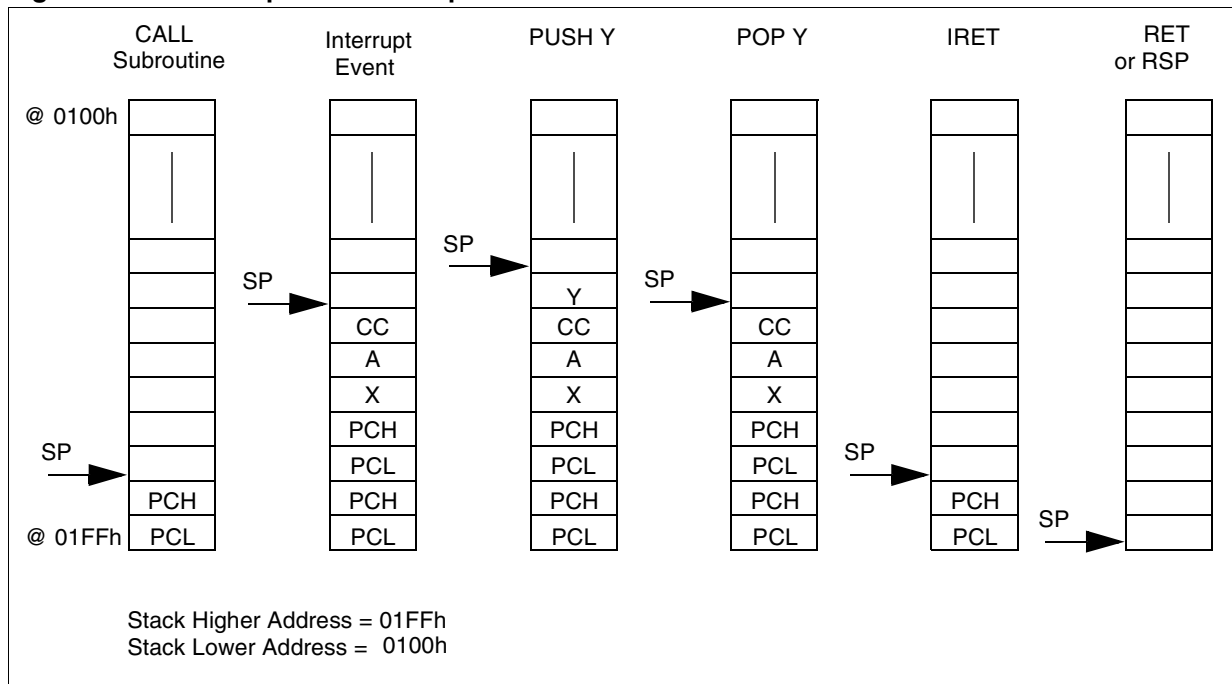 CALL
Subroutine
Interrupt
Event
PUSH Y
POP Y
IRET
RET
or RSP
@ 0100h
SP
SP
SP
Y
CC
CC
CC
A
A
A
X
X
X
PCH
PCH
PCH
SP
SP
PCL
PCL
PCL
PCH
PCH
PCH
PCH
PCH
SP
@ 01FFh
PCL
PCL
PCL
PCL
PCL
Stack Higher Address = 01FFh
Stack Lower Address = 0100h